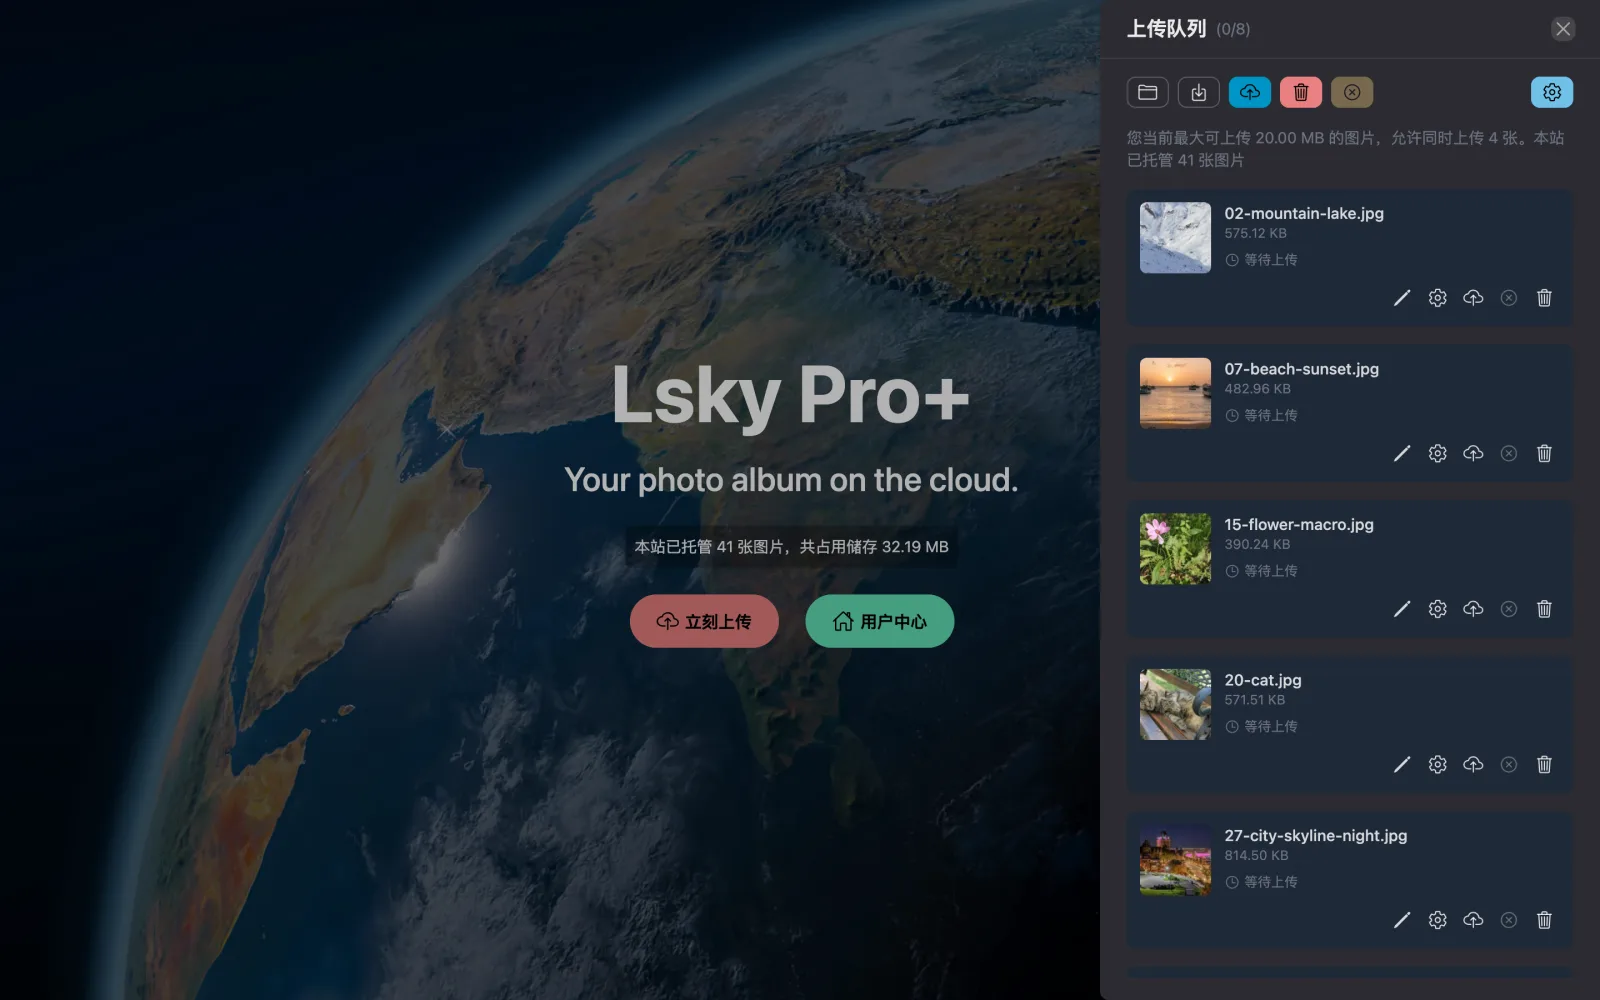 Lsky Pro+
Your photo album on the cloud.
本站已托管 41 张图片，共占用储存 32.19 MB
立刻上传
用户中心
上传队列 (0/8)
您当前最大可上传 20.00 MB 的图片，允许同时上传 4 张。本站
已托管 41 张图片
02-mountain-lake.jpg
575.12 KB
等待上传
07-beach-sunset.jpg
482.96 KB
等待上传
15-flower-macro.jpg
390.24 KB
等待上传
20-cat.jpg
571.51 KB
等待上传
27-city-skyline-night.jpg
814.50 KB
等待上传